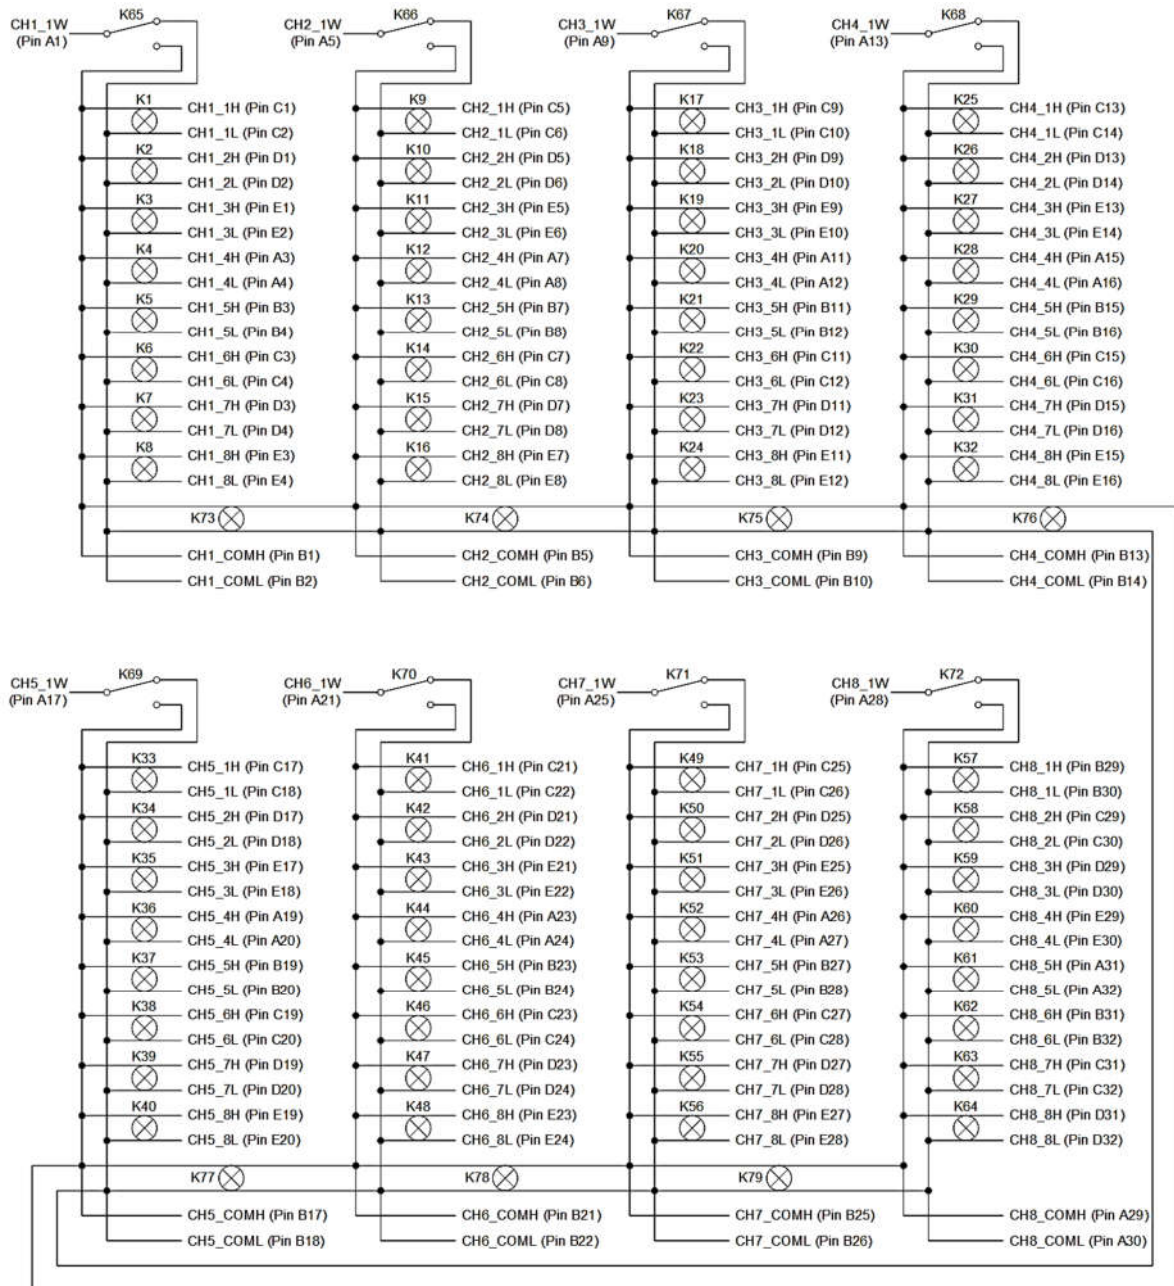 CH1_1W
(Pin A1)
K65
K1
CH1_1H (Pin C1)
CH1_1L (Pin C2)
K2
CH1_2H (Pin D1)
CH1_2L (Pin D2)
K3
CH1_3H (Pin E1)
CH1_3L (Pin E2)
K4
CH1_4H (Pin A3)
CH1_4L (Pin A4)
K5
CH1_5H (Pin B3)
CH1_5L (Pin B4)
K6
CH1_6H (Pin C3)
CH1_6L (Pin C4)
K7
CH1_7H (Pin D3)
CH1_7L (Pin D4)
K8
CH1_8H (Pin E3)
CH1_8L (Pin E4)
K73
CH1_COMH (Pin B1)
CH1_COML (Pin B2)
CH2_1W
(Pin A5)
K66
K9
CH2_1H (Pin C5)
CH2_1L (Pin C6)
K10
CH2_2H (Pin D5)
CH2_2L (Pin D6)
K11
CH2_3H (Pin E5)
CH2_3L (Pin E6)
K12
CH2_4H (Pin A7)
CH2_4L (Pin A8)
K13
CH2_5H (Pin B7)
CH2_5L (Pin B8)
K14
CH2_6H (Pin C7)
CH2_6L (Pin C8)
K15
CH2_7H (Pin D7)
CH2_7L (Pin D8)
K16
CH2_8H (Pin E7)
CH2_8L (Pin E8)
K74
CH2_COMH (Pin B5)
CH2_COML (Pin B6)
CH3_1W
(Pin A9)
K67
K17
CH3_1H (Pin C9)
CH3_1L (Pin C10)
K18
CH3_2H (Pin D9)
CH3_2L (Pin D10)
K19
CH3_3H (Pin E9)
CH3_3L (Pin E10)
K20
CH3_4H (Pin A11)
CH3_4L (Pin A12)
K21
CH3_5H (Pin B11)
CH3_5L (Pin B12)
K22
CH3_6H (Pin C11)
CH3_6L (Pin C12)
K23
CH3_7H (Pin D11)
CH3_7L (Pin D12)
K24
CH3_8H (Pin E11)
CH3_8L (Pin E12)
K75
CH3_COMH (Pin B9)
CH3_COML (Pin B10)
CH4_1W
(Pin A13)
K68
K25
CH4_1H (Pin C13)
CH4_1L (Pin C14)
K26
CH4_2H (Pin D13)
CH4_2L (Pin D14)
K27
CH4_3H (Pin E13)
CH4_3L (Pin E14)
K28
CH4_4H (Pin A15)
CH4_4L (Pin A16)
K29
CH4_5H (Pin B15)
CH4_5L (Pin B16)
K30
CH4_6H (Pin C15)
CH4_6L (Pin C16)
K31
CH4_7H (Pin D15)
CH4_7L (Pin D16)
K32
CH4_8H (Pin E15)
CH4_8L (Pin E16)
K76
CH4_COMH (Pin B13)
CH4_COML (Pin B14)
CH5_1W
(Pin A17)
K69
K33
CH5_1H (Pin C17)
CH5_1L (Pin C18)
K34
CH5_2H (Pin D17)
CH5_2L (Pin D18)
K35
CH5_3H (Pin E17)
CH5_3L (Pin E18)
K36
CH5_4H (Pin A19)
CH5_4L (Pin A20)
K37
CH5_5H (Pin B19)
CH5_5L (Pin B20)
K38
CH5_6H (Pin C19)
CH5_6L (Pin C20)
K39
CH5_7H (Pin D19)
CH5_7L (Pin D20)
K40
CH5_8H (Pin E19)
CH5_8L (Pin E20)
K77
CH5_COMH (Pin B17)
CH5_COML (Pin B18)
CH6_1W
(Pin A21)
K70
K41
CH6_1H (Pin C21)
CH6_1L (Pin C22)
K42
CH6_2H (Pin D21)
CH6_2L (Pin D22)
K43
CH6_3H (Pin E21)
CH6_3L (Pin E22)
K44
CH6_4H (Pin A23)
CH6_4L (Pin A24)
K45
CH6_5H (Pin B23)
CH6_5L (Pin B24)
K46
CH6_6H (Pin C23)
CH6_6L (Pin C24)
K47
CH6_7H (Pin D23)
CH6_7L (Pin D24)
K48
CH6_8H (Pin E23)
CH6_8L (Pin E24)
K78
CH6_COMH (Pin B21)
CH6_COML (Pin B22)
CH7_1W
(Pin A25)
K71
K49
CH7_1H (Pin C25)
CH7_1L (Pin C26)
K50
CH7_2H (Pin D25)
CH7_2L (Pin D26)
K51
CH7_3H (Pin E25)
CH7_3L (Pin E26)
K52
CH7_4H (Pin A26)
CH7_4L (Pin A27)
K53
CH7_5H (Pin B27)
CH7_5L (Pin B28)
K54
CH7_6H (Pin C27)
CH7_6L (Pin C28)
K55
CH7_7H (Pin D27)
CH7_7L (Pin D28)
K56
CH7_8H (Pin E27)
CH7_8L (Pin E28)
K79
CH7_COMH (Pin B25)
CH7_COML (Pin B26)
CH8_1W
(Pin A28)
K72
K57
CH8_1H (Pin B29)
CH8_1L (Pin B30)
K58
CH8_2H (Pin C29)
CH8_2L (Pin C30)
K59
CH8_3H (Pin D29)
CH8_3L (Pin D30)
K60
CH8_4H (Pin E29)
CH8_4L (Pin E30)
K61
CH8_5H (Pin A31)
CH8_5L (Pin A32)
K62
CH8_6H (Pin B31)
CH8_6L (Pin B32)
K63
CH8_7H (Pin C31)
CH8_7L (Pin C32)
K64
CH8_8H (Pin D31)
CH8_8L (Pin D32)
CH8_COMH (Pin A29)
CH8_COML (Pin A30)